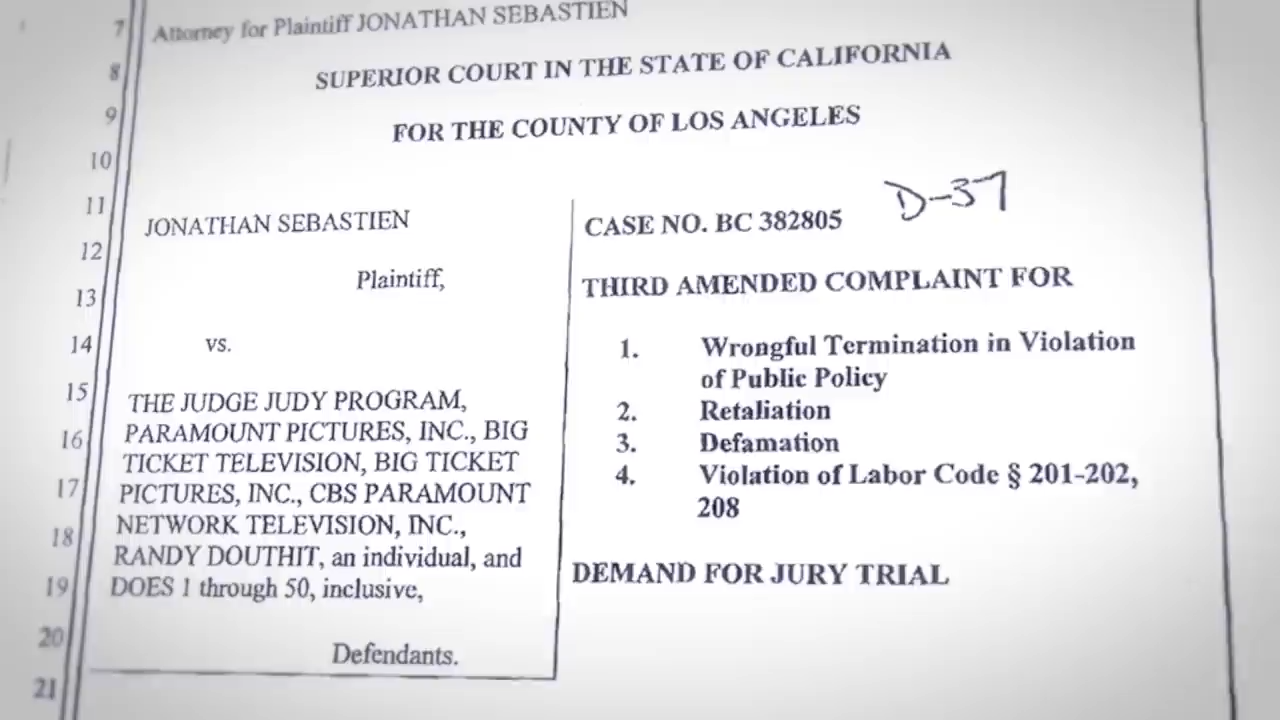 7 Attorney for Plaintiff JONATHAN SEBASTIEN
8 SUPERIOR COURT IN THE STATE OF CALIFORNIA
9 FOR THE COUNTY OF LOS ANGELES
10
11 JONATHAN SEBASTIEN
12
Plaintiff,
13
14 vs.
15 THE JUDGE JUDY PROGRAM,
16 PARAMOUNT PICTURES, INC., BIG
TICKET TELEVISION, BIG TICKET
17 PICTURES, INC., CBS PARAMOUNT
NETWORK TELEVISION, INC.,
18 RANDY DOUTHIT, an individual, and
19 DOES 1 through 50, inclusive,
20 Defendants.
21
D-37
CASE NO. BC 382805
THIRD AMENDED COMPLAINT FOR
1. Wrongful Termination in Violation
of Public Policy
2. Retaliation
3. Defamation
4. Violation of Labor Code § 201-202,
208
DEMAND FOR JURY TRIAL